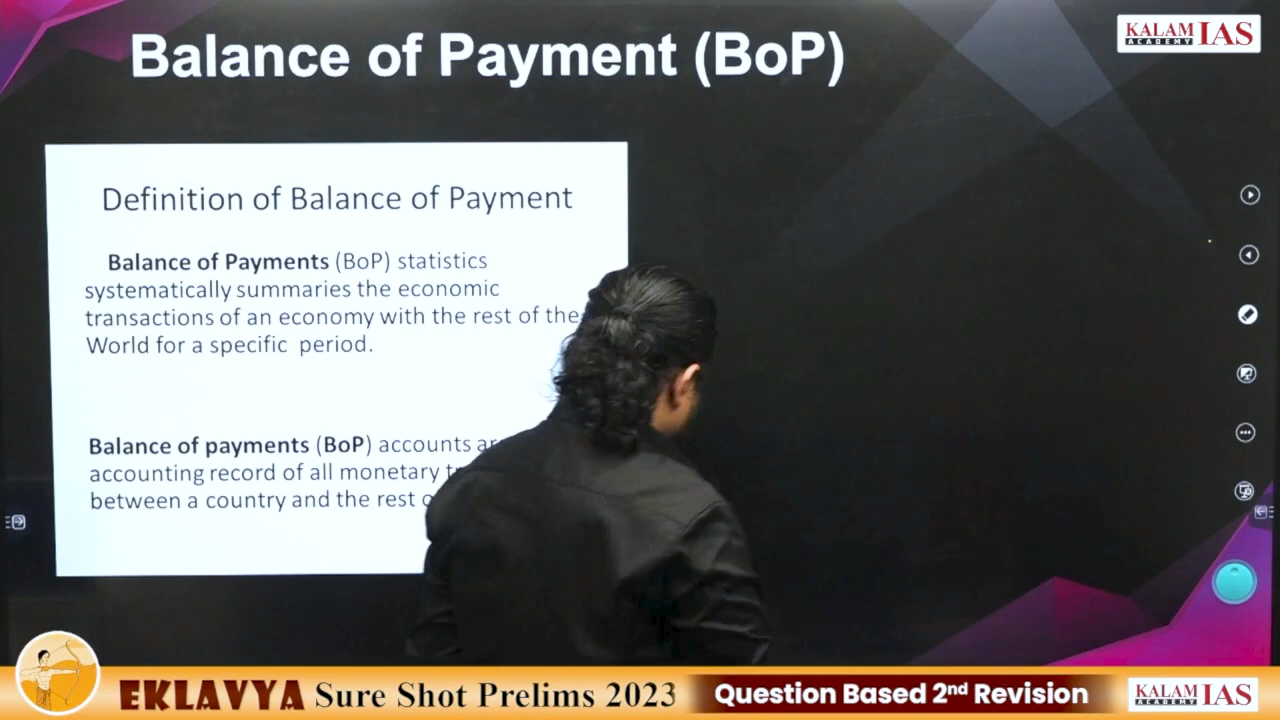 Balance of Payment (BoP)
KALAM
ACADEMY IAS
Definition of Balance of Payment
Balance of Payments (BoP) statistics
systematically summaries the economic
transactions of an economy with the rest of the
World for a specific period.
Balance of payments (BoP) accounts
accounting record of all monetary
between a country and the rest
EKLAVYA Sure Shot Prelims 2023
Question Based 2nd Revision
KALAM
ACADEMY IAS